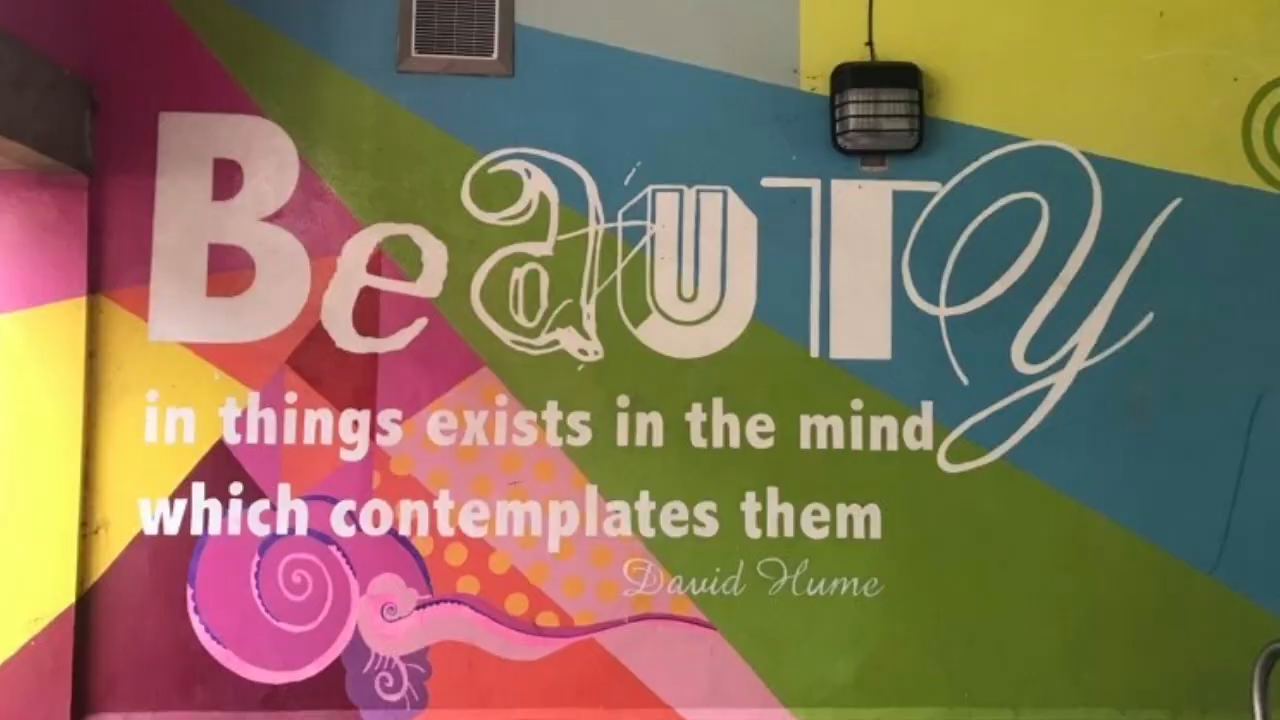 BeaUTy
in things exists in the mind
which contemplates them
David Hume